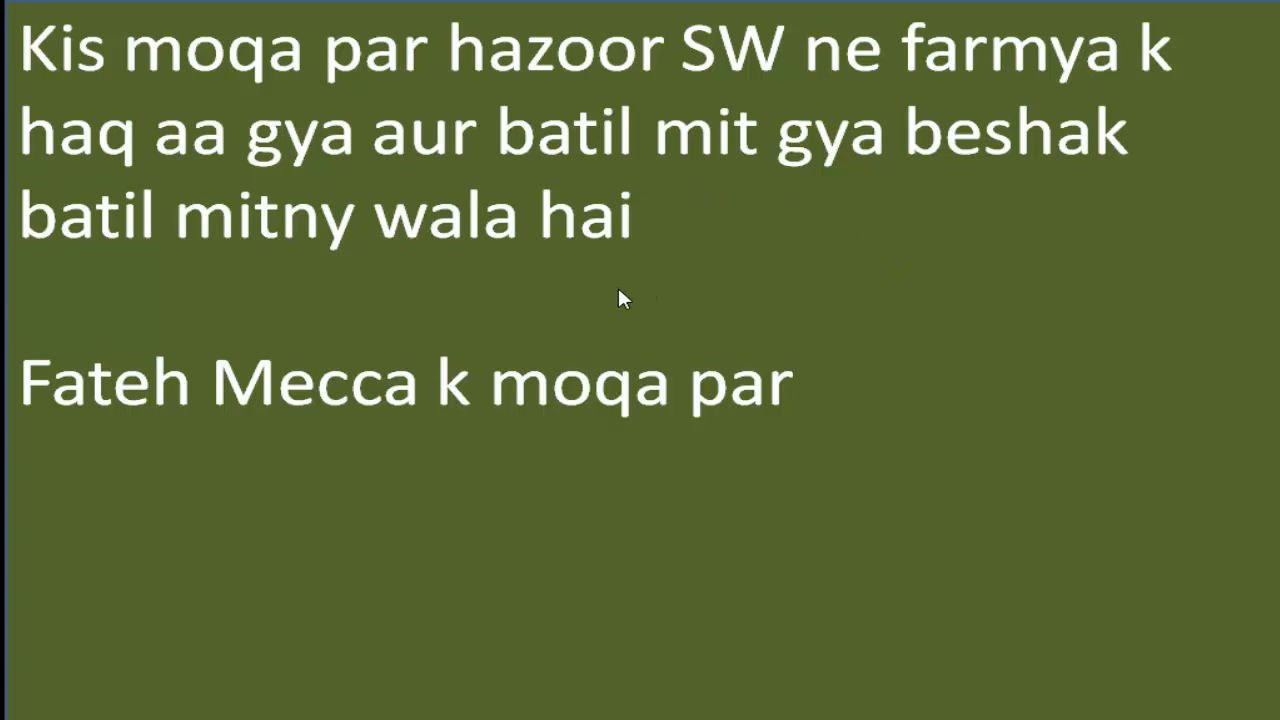 Kis moqa par hazoor SW ne farmya k
haq aa gya aur batil mit gya beshak
batil mitny wala hai
Fateh Mecca k moqa par